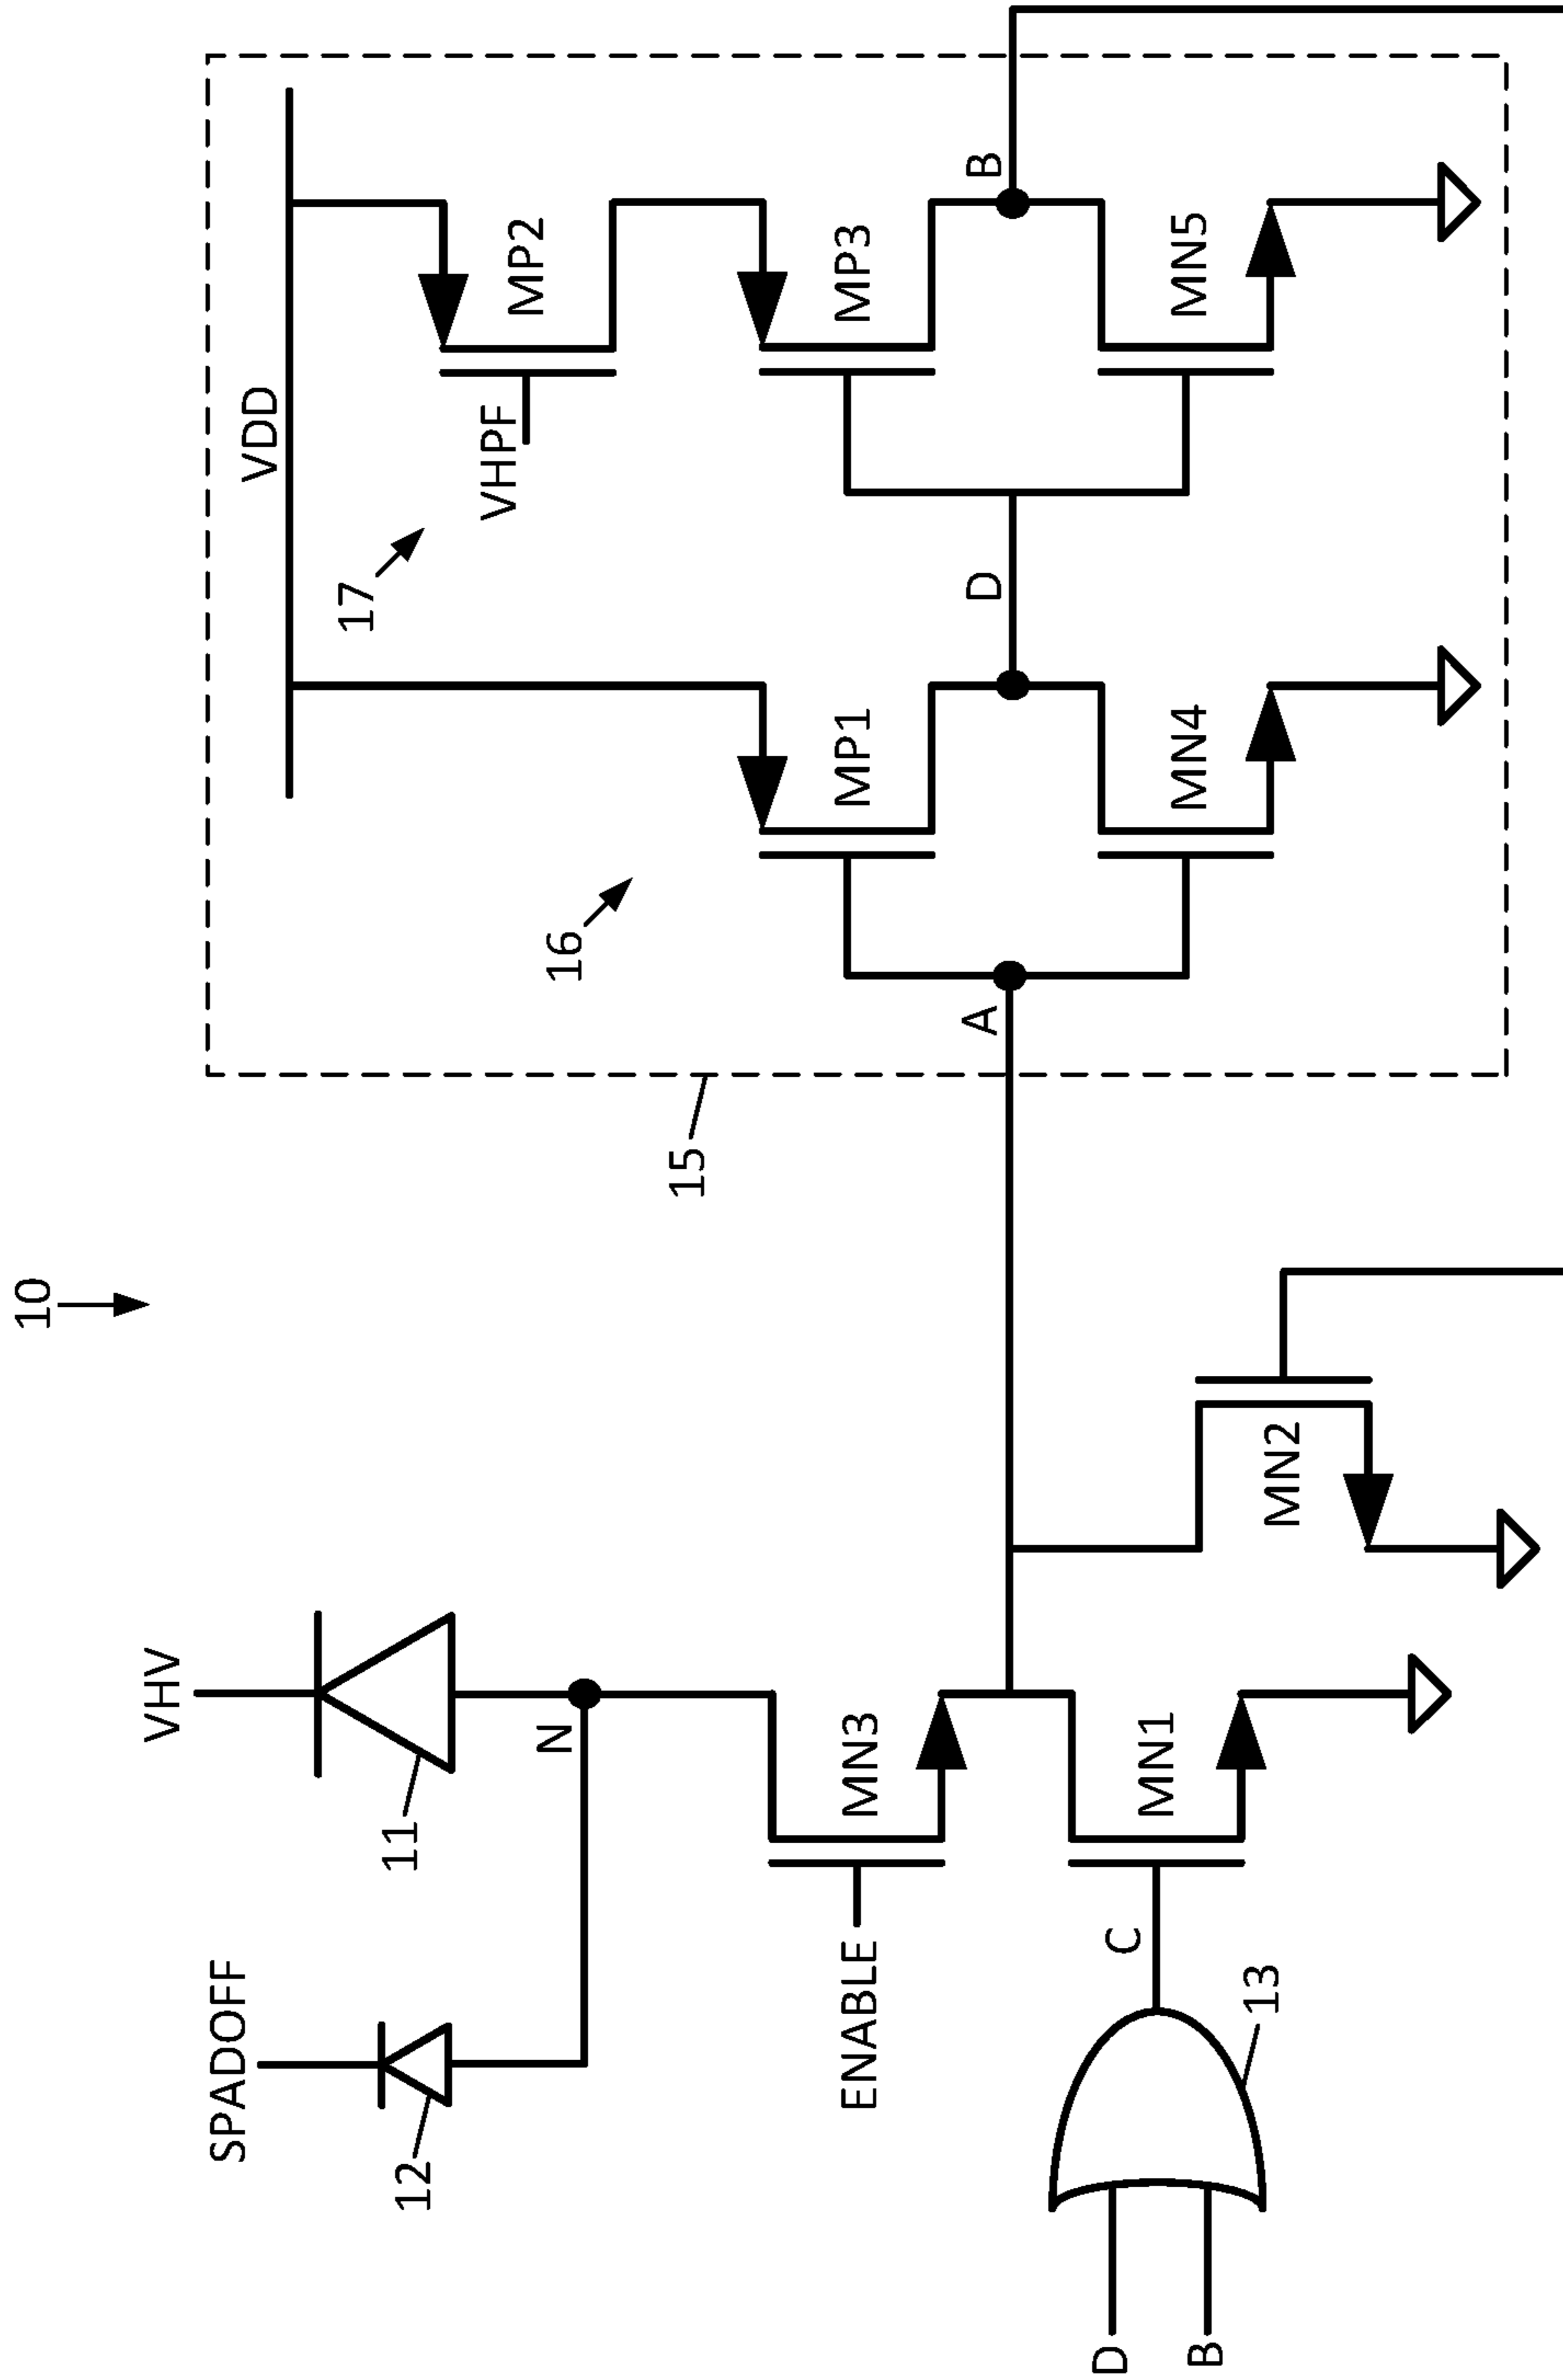 10
VHV
SPADOFF
11
12
N
ENABLE
MN3
C
13
D
B
MN1
MN2
15
A
16
MP1
MN4
VDD
17
D
VHPF
MP2
MP3
MN5
B